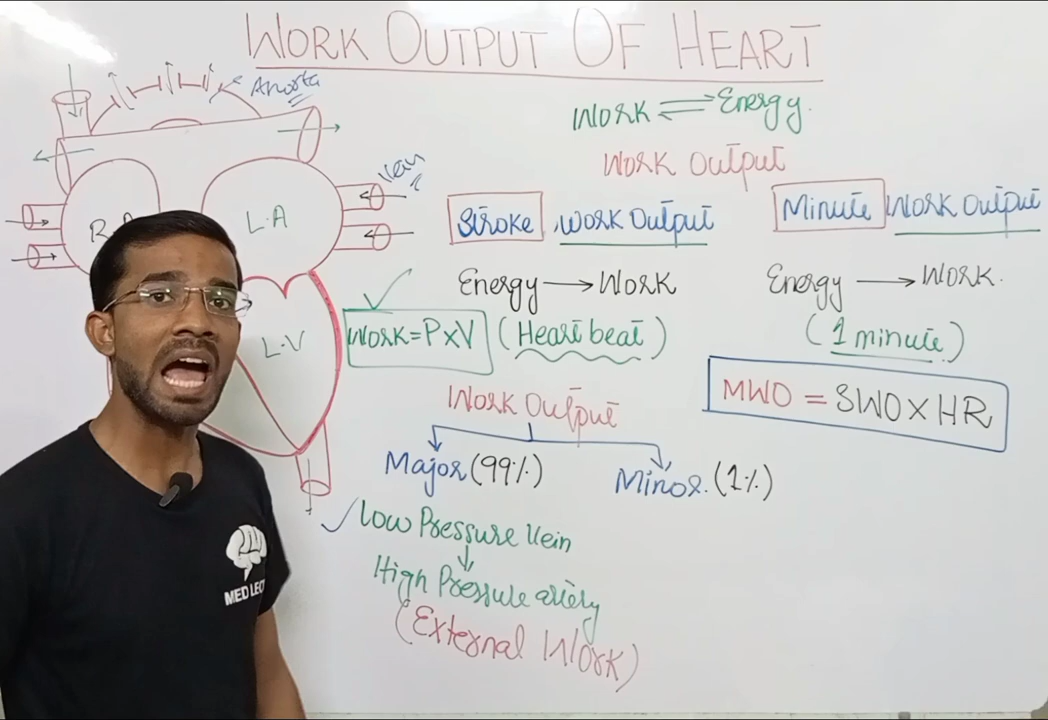 WORK OUTPUT OF HEART
Aorta
Work ⇌ Energy.
Work Output
Vein
Stroke Work Output
Minute Work Output
L.A
Energy → Work
Energy → Work.
Work = P×V
(Heart beat)
(1 minute)
L.V
MWO = SWO × HR
Work Output
Major (99%)
Minor. (1%)
Low Pressure Vein
↓
High Pressure artery
(External Work)
MED LEC